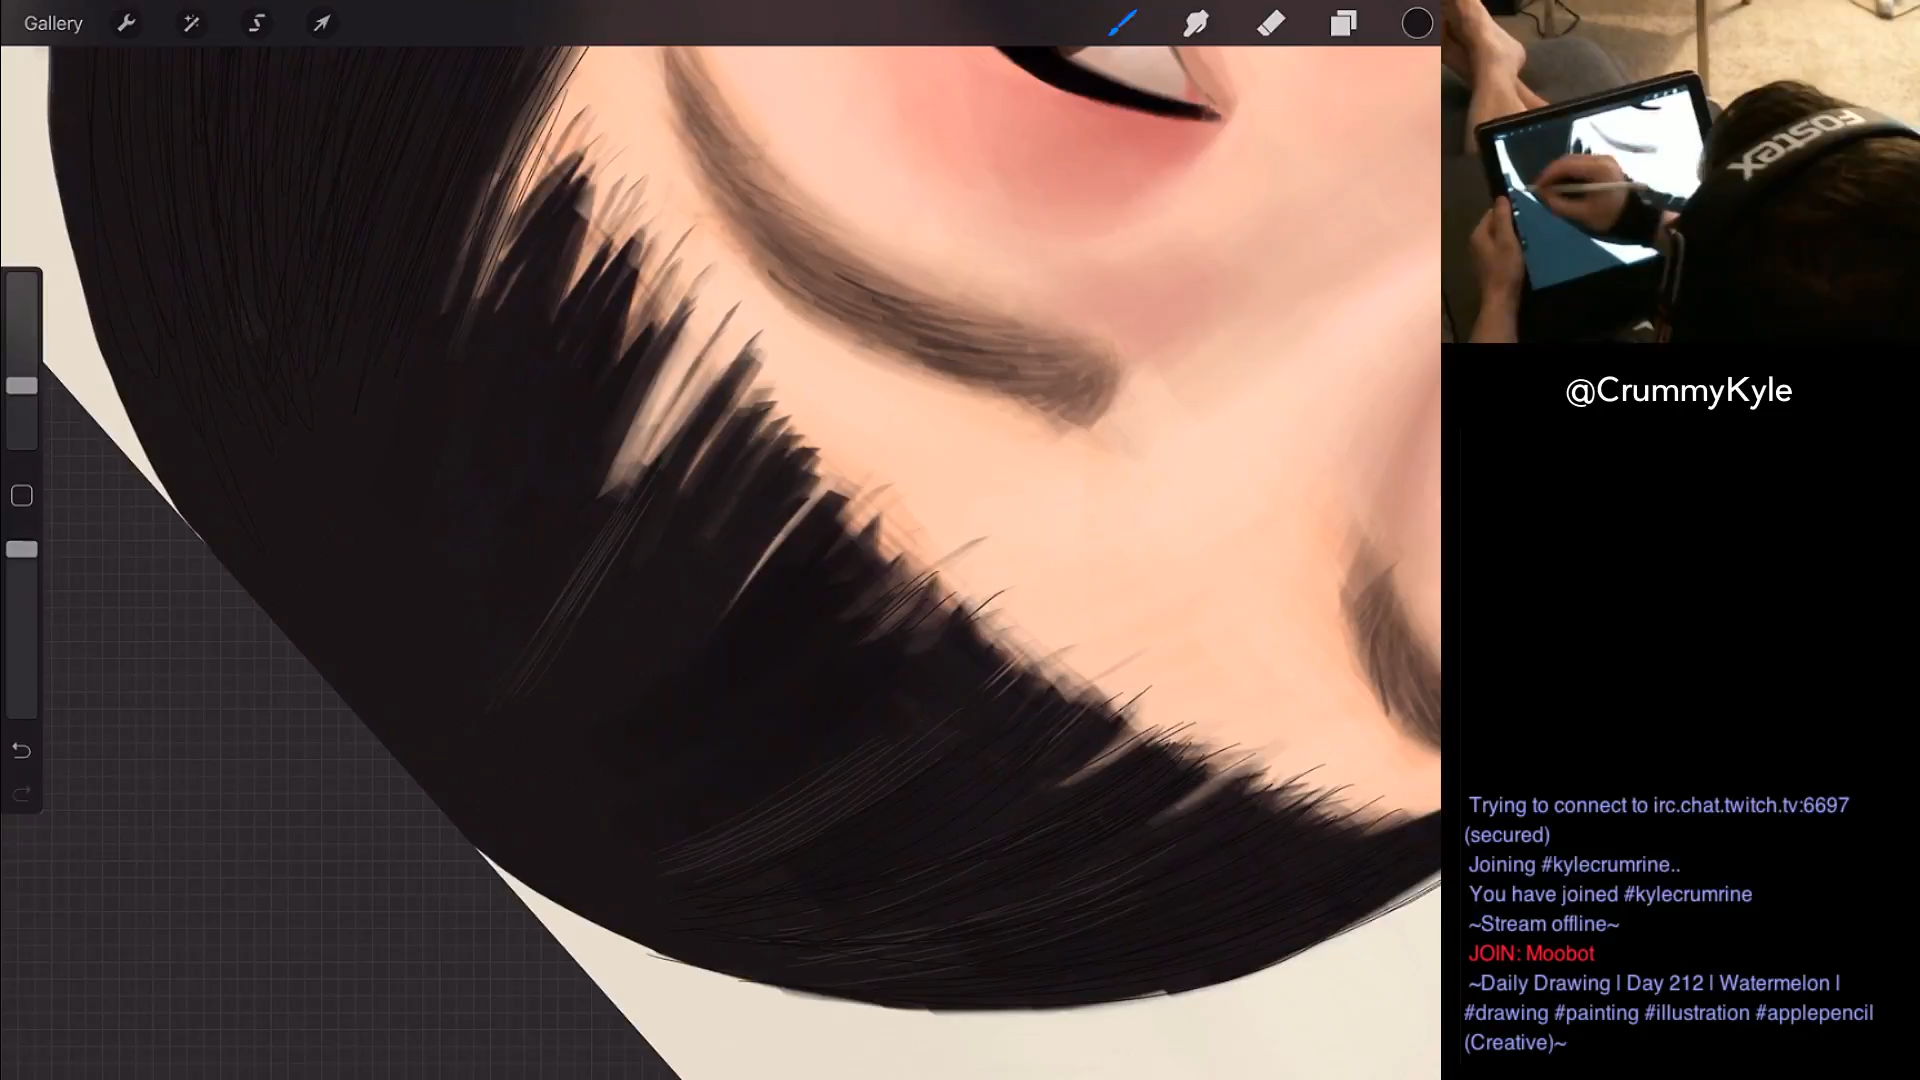 Gallery
FOSTEX
@CrummyKyle
Trying to connect to irc.chat.twitch.tv:6697
(secured)
Joining #kylecrumrine..
You have joined #kylecrumrine
~Stream offline~
JOIN: Moobot
~Daily Drawing | Day 212 | Watermelon |
#drawing #painting #illustration #applepencil
(Creative)~